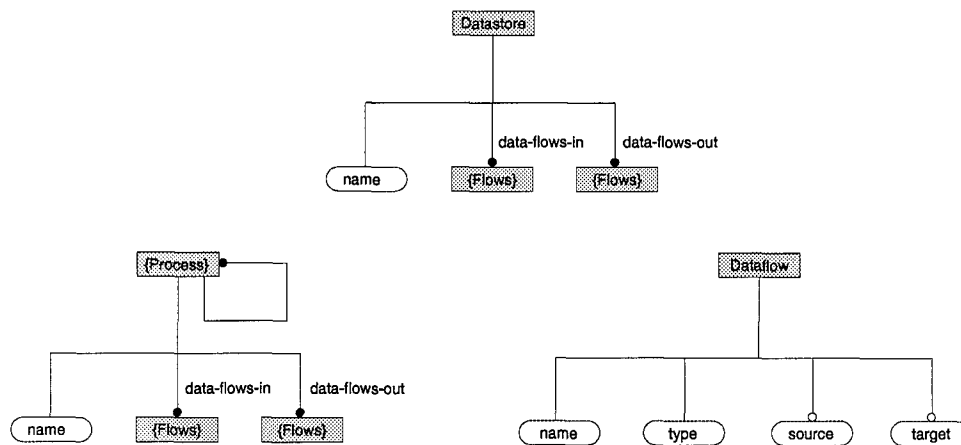 Datastore
data-flows-in
data-flows-out
name
{Flows}
{Flows}
{Process}
Dataflow
data-flows-in
data-flows-out
name
{Flows}
{Flows}
name
type
source
target